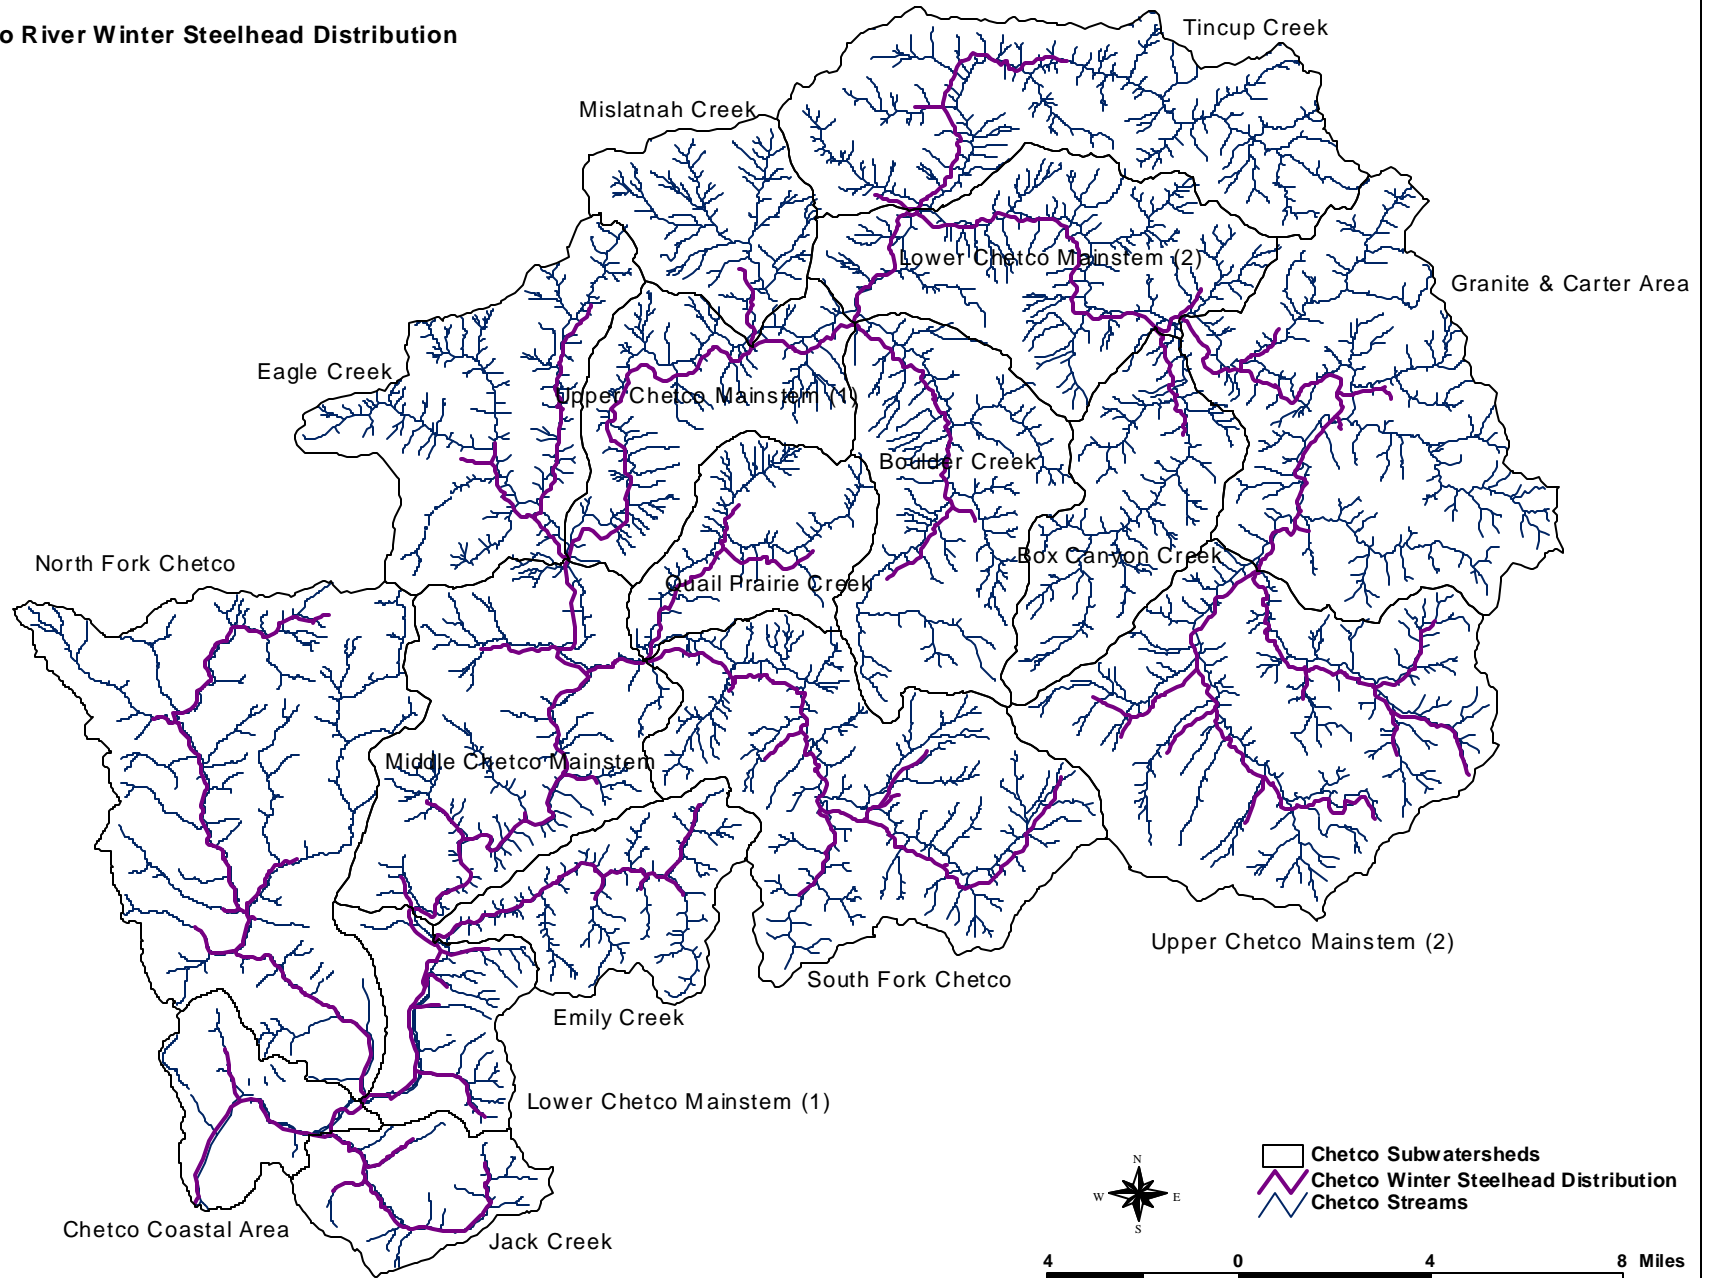 o River Winter Steelhead Distribution
Tincup Creek
Mislatnah Creek
Lower Chetco Mainstem (2)
Granite & Carter Area
Eagle Creek
Upper Chetco Mainstem (1)
Boulder Creek
Box Canyon Creek
North Fork Chetco
Quail Prairie Creek
Middle Chetco Mainstem
Upper Chetco Mainstem (2)
South Fork Chetco
Emily Creek
Lower Chetco Mainstem (1)
Chetco Coastal Area
Jack Creek
N
W E
S
Chetco Subwatersheds
Chetco Winter Steelhead Distribution
Chetco Streams
4 0 4 8 Miles